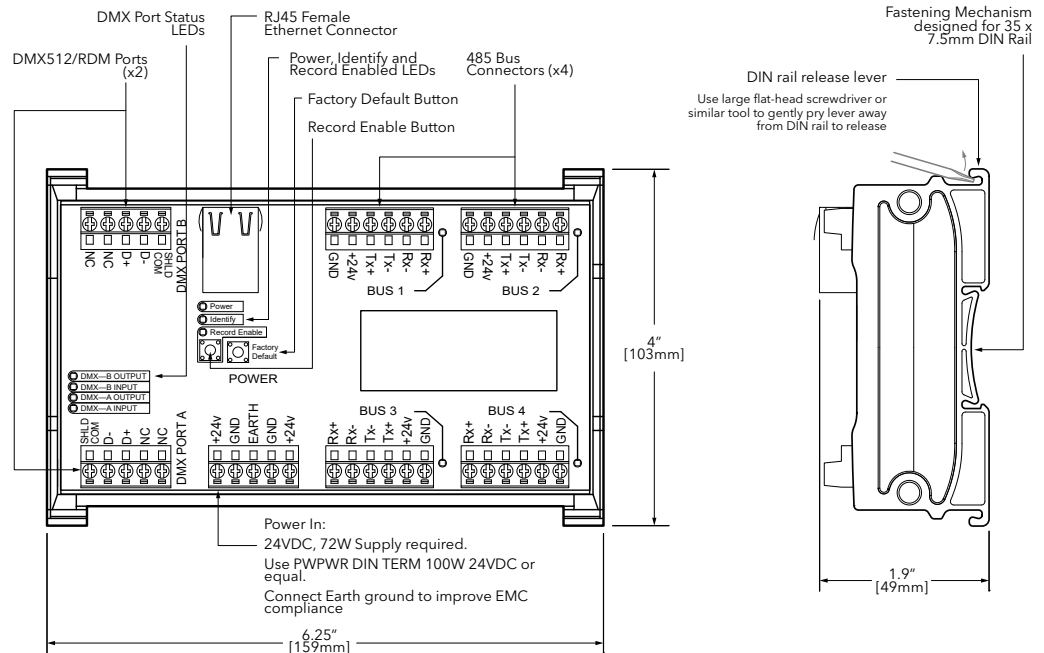 DMX Port Status
LEDs
RJ45 Female
Ethernet Connector
Fastening Mechanism
designed for 35 x
7.5mm DIN Rail
DMX512/RDM Ports
(x2)
Power, Identify and
Record Enabled LEDs
485 Bus
Connectors (x4)
Factory Default Button
Record Enable Button
DIN rail release lever
Use large flat-head screwdriver or
similar tool to gently pry lever away
from DIN rail to release
NC
NC
D+
D-
SHLD
COM
DMX PORT B
GND
+24v
Tx+
Tx-
Rx-
Rx+
BUS 1
GND
+24v
Tx+
Tx-
Rx-
Rx+
BUS 2
Power
Identify
Record Enable
Factory
Default
POWER
DMX—B OUTPUT
DMX—B INPUT
DMX—A OUTPUT
DMX—A INPUT
SHLD
COM
D-
D+
NC
NC
DMX PORT A
+24v
GND
EARTH
GND
+24v
BUS 3
Rx+
Rx-
Tx-
Tx+
+24v
GND
BUS 4
Rx+
Rx-
Tx-
Tx+
+24v
GND
4"
[103mm]
Power In:
24VDC, 72W Supply required.
Use PWPWR DIN TERM 100W 24VDC or
equal.
Connect Earth ground to improve EMC
compliance
6.25"
[159mm]
1.9"
[49mm]